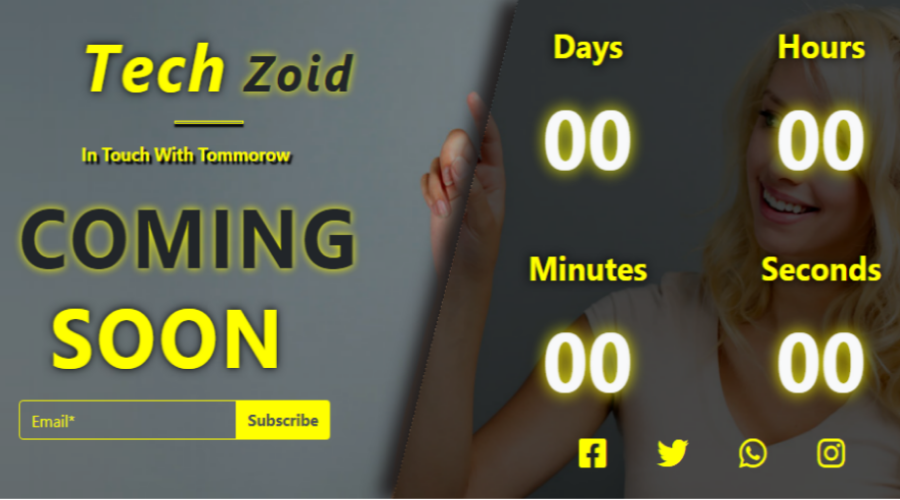 Tech Zoid
In Touch With Tommorow
COMING
SOON
Email*
Subscribe
Days
Hours
00
00
Minutes
Seconds
00
00